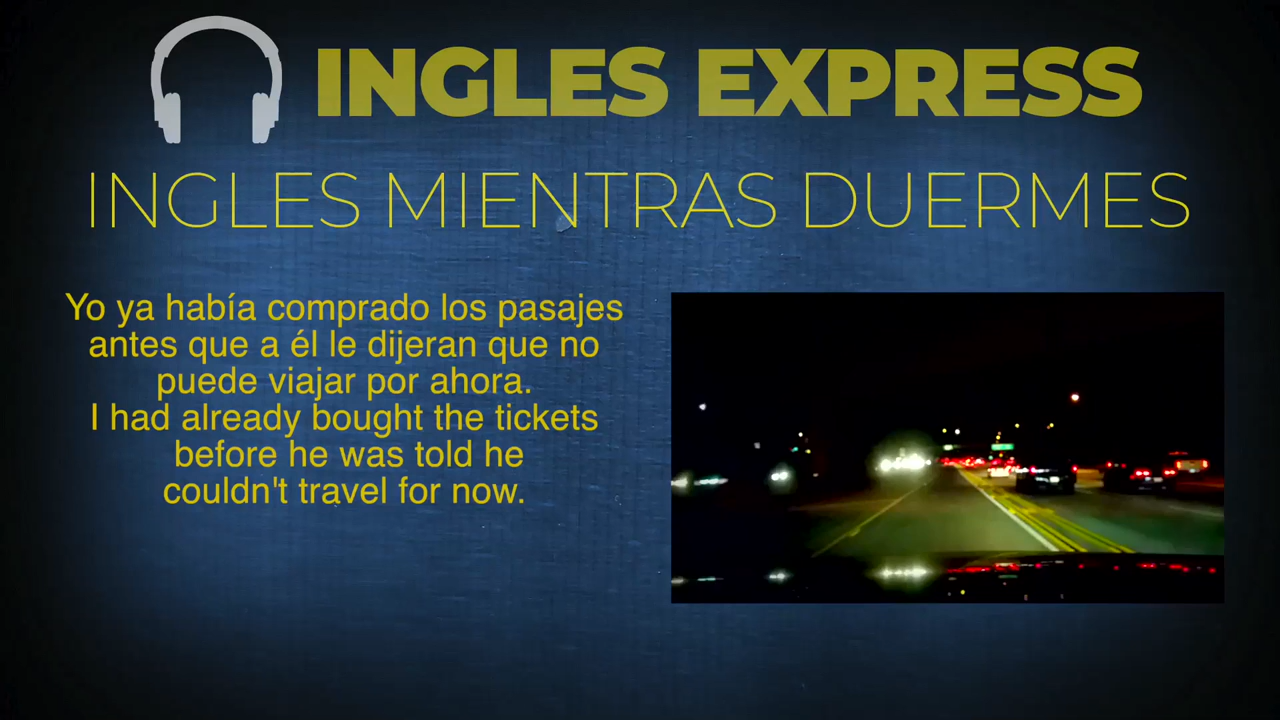 INGLES EXPRESS
INGLES MIENTRAS DUERMES
Yo ya había comprado los pasajes
antes que a él le dijeran que no
puede viajar por ahora.
I had already bought the tickets
before he was told he
couldn't travel for now.